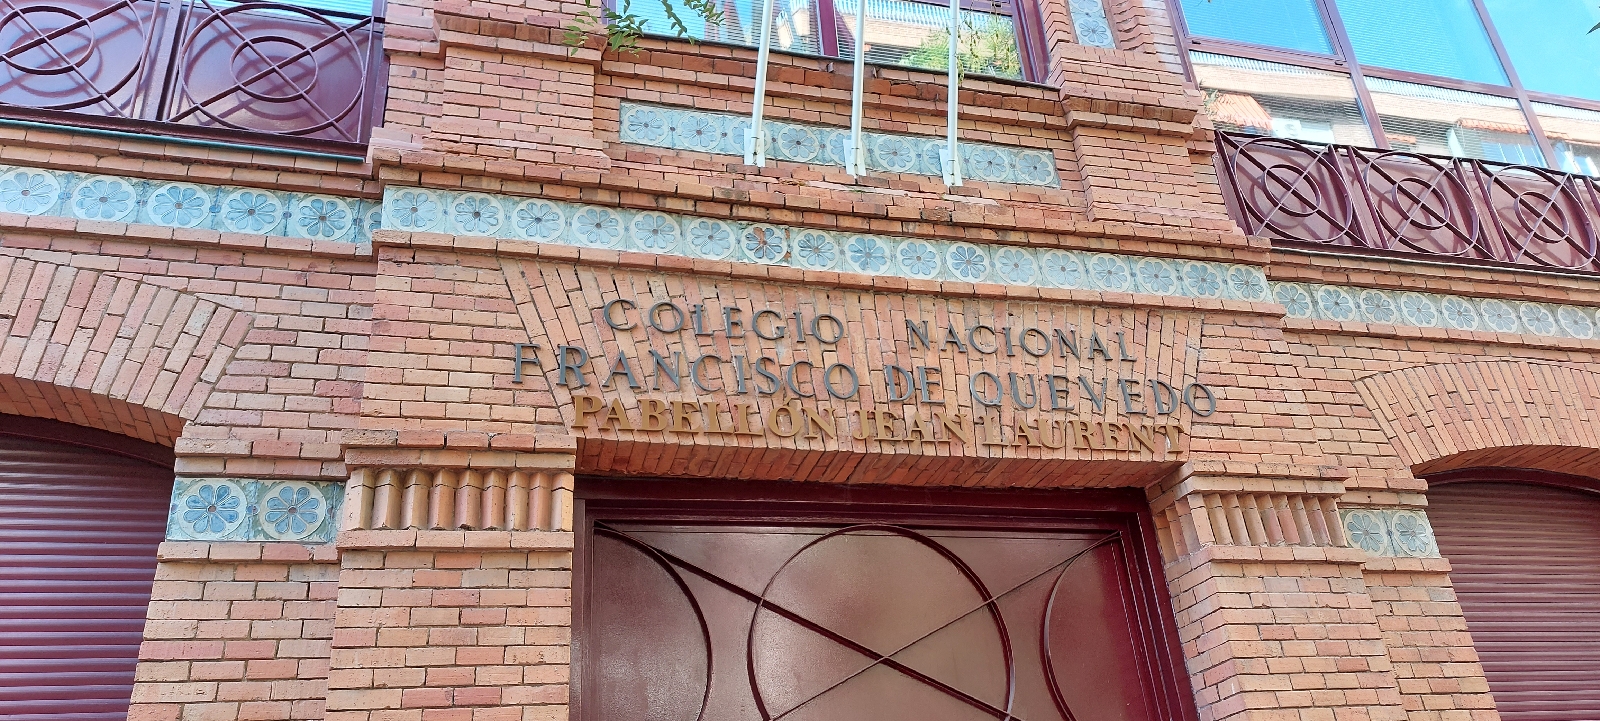 COLEGIO NACIONAL
FRANCISCO DE QUEVEDO
PABELLÓN JEAN LAURENT